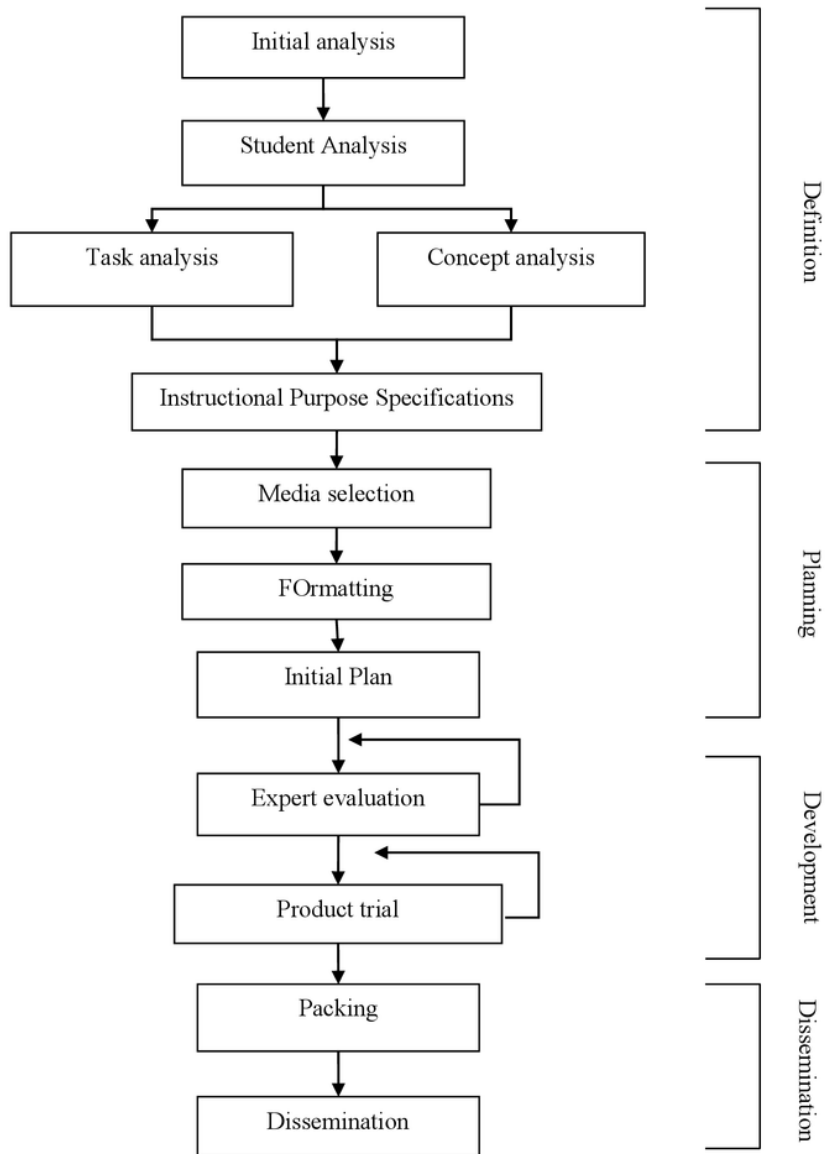 Initial analysis
Student Analysis
Task analysis
Concept analysis
Instructional Purpose Specifications
Definition
Media selection
FOrmatting
Initial Plan
Planning
Expert evaluation
Product trial
Development
Packing
Dissemination
Dissemination